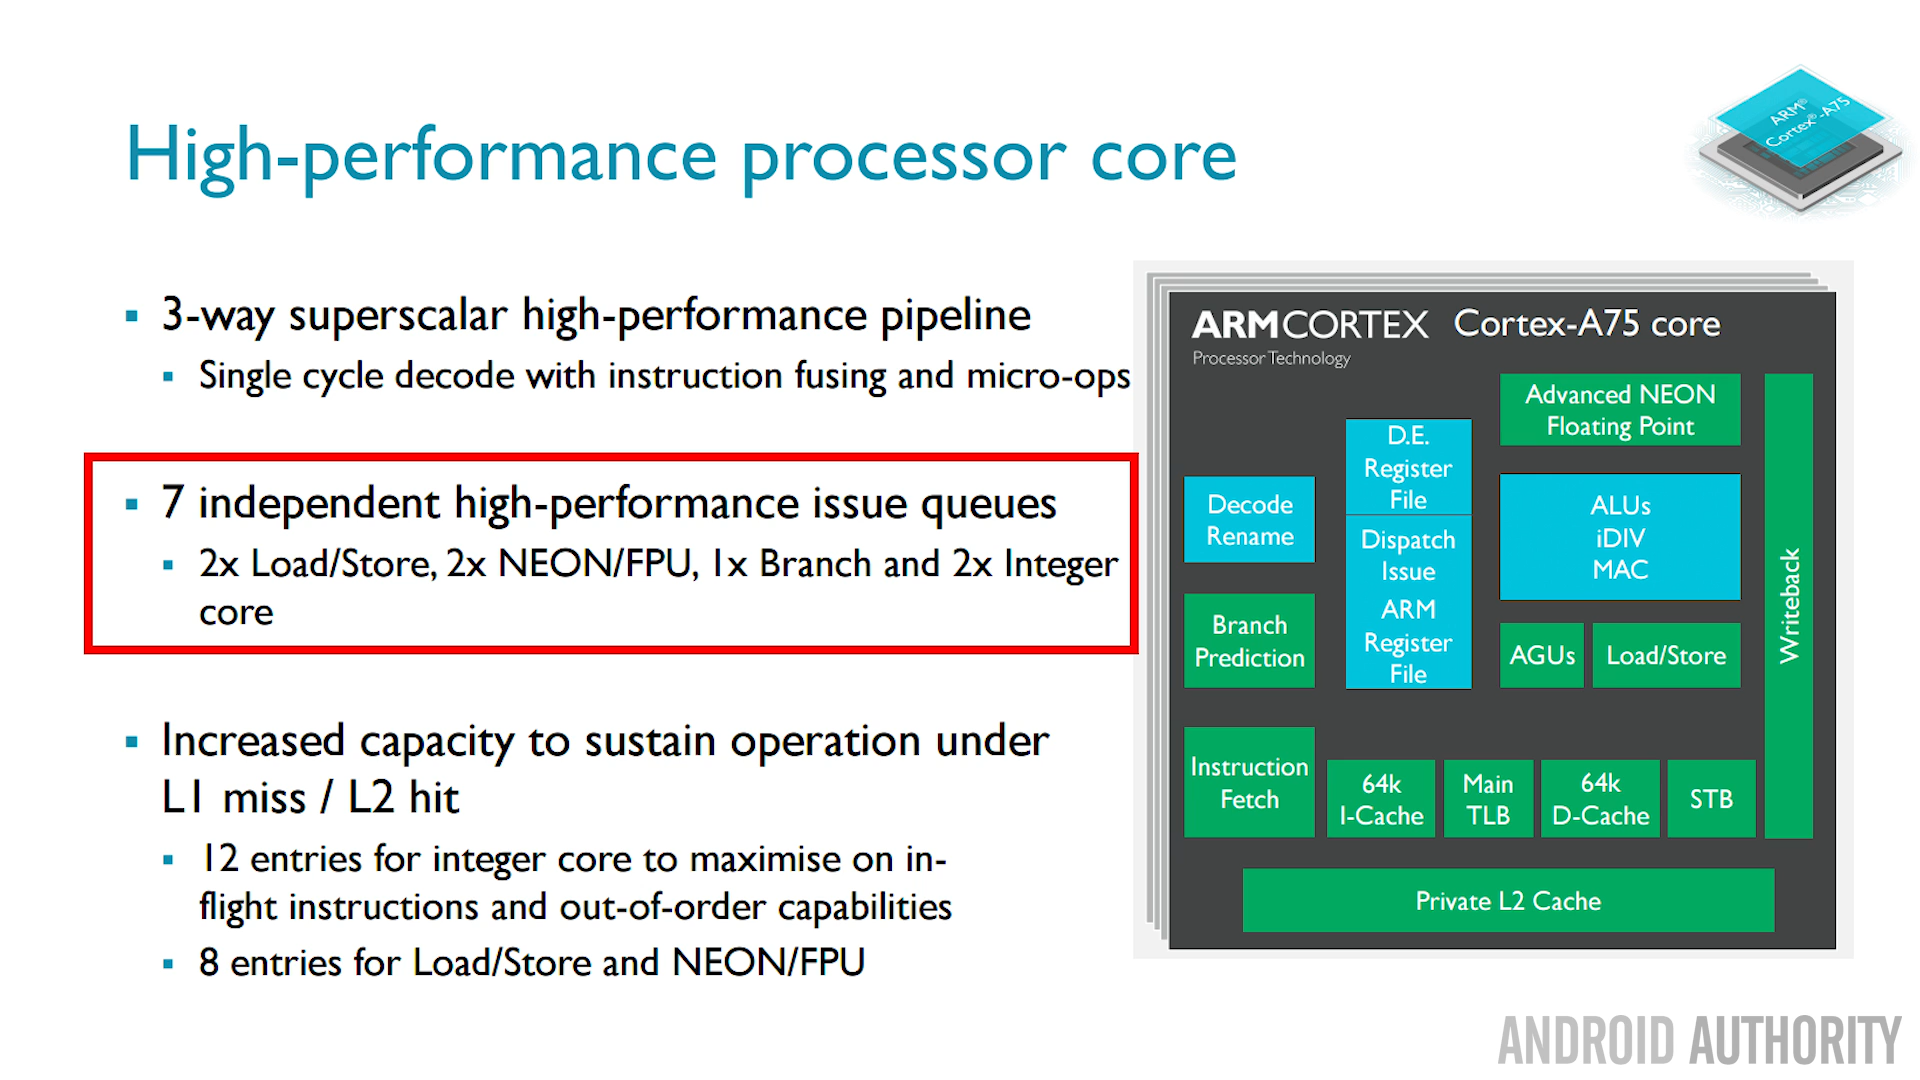 High-performance processor core
ARM®
Cortex®-A75
▪ 3-way superscalar high-performance pipeline
▪ Single cycle decode with instruction fusing and micro-ops
▪ 7 independent high-performance issue queues
▪ 2x Load/Store, 2x NEON/FPU, 1x Branch and 2x Integer
core
▪ Increased capacity to sustain operation under
L1 miss / L2 hit
▪ 12 entries for integer core to maximise on in-
flight instructions and out-of-order capabilities
▪ 8 entries for Load/Store and NEON/FPU
ARMCORTEX
Processor Technology
Cortex-A75 core
Decode
Rename
Branch
Prediction
Instruction
Fetch
D.E.
Register
File
Dispatch
Issue
ARM
Register
File
Advanced NEON
Floating Point
ALUs
iDIV
MAC
AGUs
Load/Store
Writeback
64k
I-Cache
Main
TLB
64k
D-Cache
STB
Private L2 Cache
ANDROID AUTHORITY